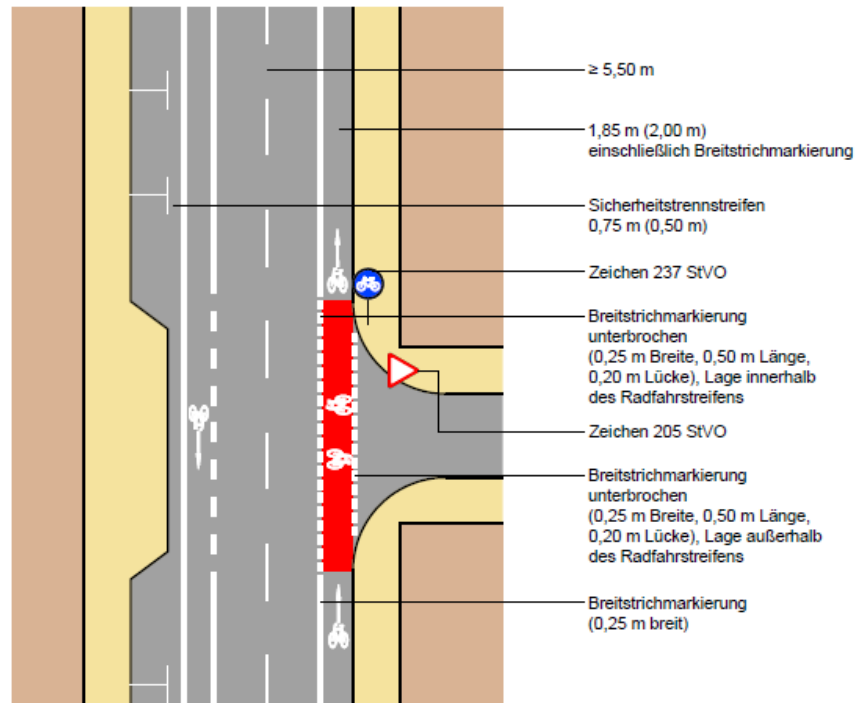 ≥ 5,50 m
1,85 m (2,00 m)
einschließlich Breitstrichmarkierung
Sicherheitstrennstreifen
0,75 m (0,50 m)
Zeichen 237 StVO
Breitstrichmarkierung
unterbrochen
(0,25 m Breite, 0,50 m Länge,
0,20 m Lücke), Lage innerhalb
des Radfahrstreifens
Zeichen 205 StVO
Breitstrichmarkierung
unterbrochen
(0,25 m Breite, 0,50 m Länge,
0,20 m Lücke), Lage außerhalb
des Radfahrstreifens
Breitstrichmarkierung
(0,25 m breit)